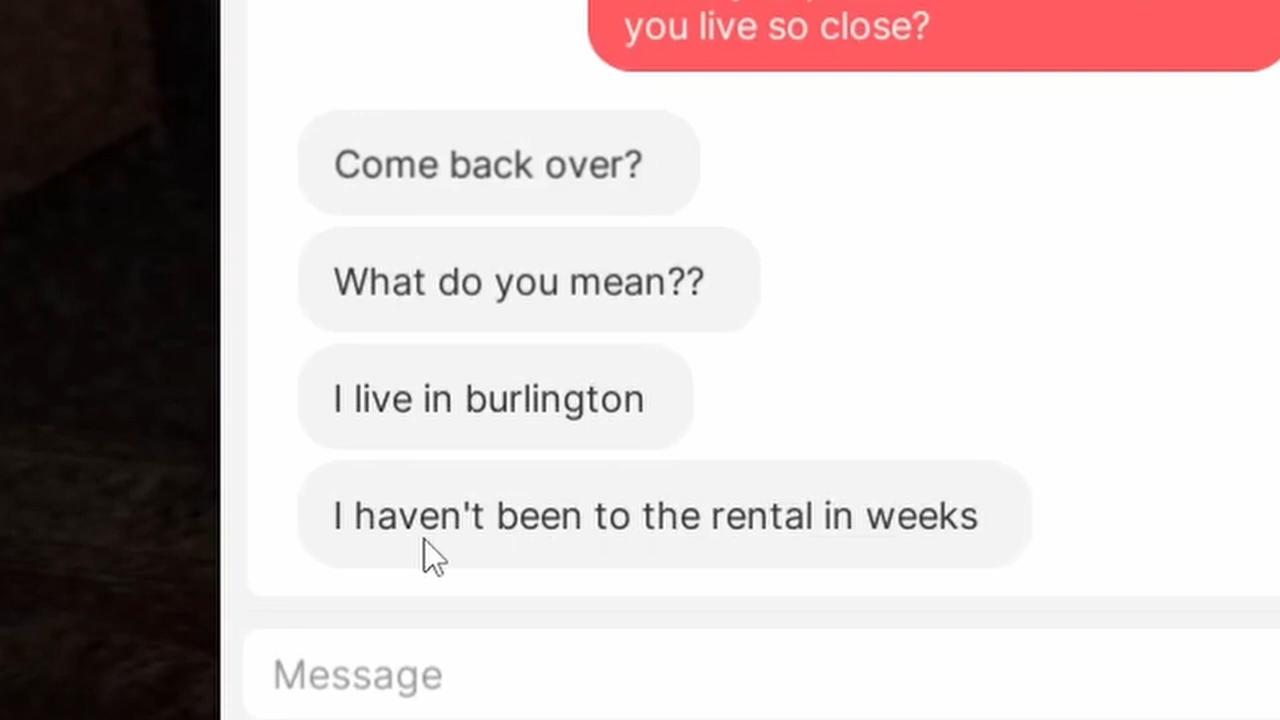 you live so close?
Come back over?
What do you mean??
I live in burlington
I haven't been to the rental in weeks
Message